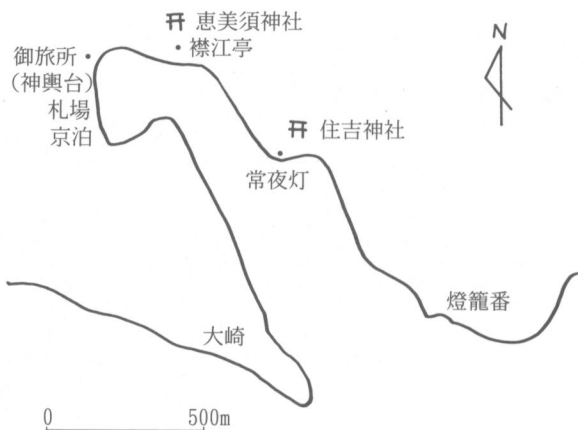 恵美須神社
襟江亭
御旅所
（神輿台）
札場
京泊
N
住吉神社
常夜灯
燈籠番
大崎
0 500m